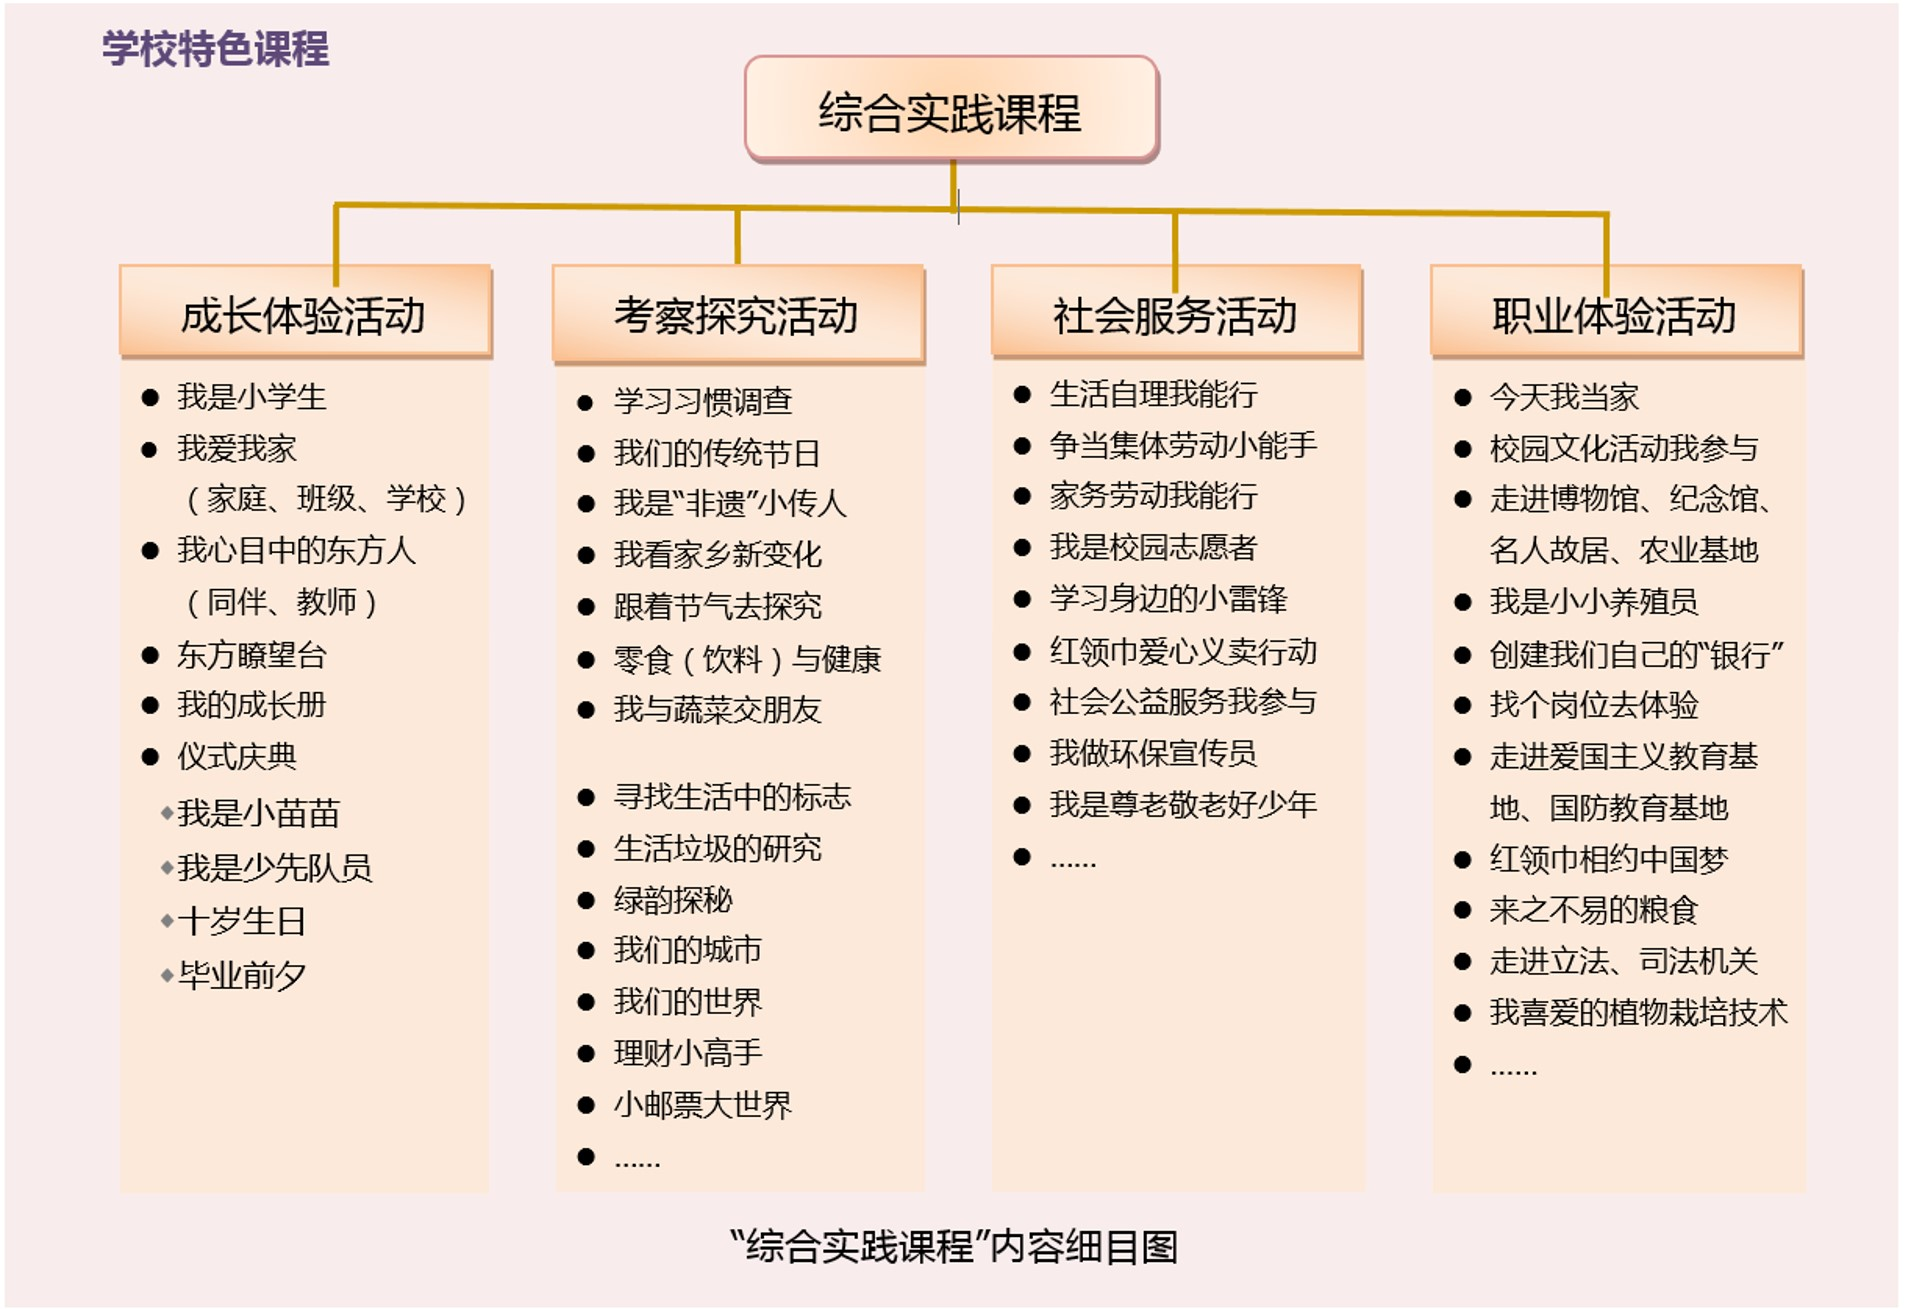 学校特色课程
综合实践课程
成长体验活动
● 我是小学生
● 我爱我家
（家庭、班级、学校）
● 我心目中的东方人
（同伴、教师）
● 东方瞭望台
● 我的成长册
● 仪式庆典
◆我是小苗苗
◆我是少先队员
◆十岁生日
◆毕业前夕
考察探究活动
● 学习习惯调查
● 我们的传统节日
● 我是“非遗”小传人
● 我看家乡新变化
● 跟着节气去探究
● 零食（饮料）与健康
● 我与蔬菜交朋友
● 寻找生活中的标志
● 生活垃圾的研究
● 绿韵探秘
● 我们的城市
● 我们的世界
● 理财小高手
● 小邮票大世界
● ……
社会服务活动
● 生活自理我能行
● 争当集体劳动小能手
● 家务劳动我能行
● 我是校园志愿者
● 学习身边的小雷锋
● 红领巾爱心义卖行动
● 社会公益服务我参与
● 我做环保宣传员
● 我是尊老敬老好少年
● ……
职业体验活动
● 今天我当家
● 校园文化活动我参与
● 走进博物馆、纪念馆、
名人故居、农业基地
● 我是小小养殖员
● 创建我们自己的“银行”
● 找个岗位去体验
● 走进爱国主义教育基
地、国防教育基地
● 红领巾相约中国梦
● 来之不易的粮食
● 走进立法、司法机关
● 我喜爱的植物栽培技术
● ……
“综合实践课程”内容细目图